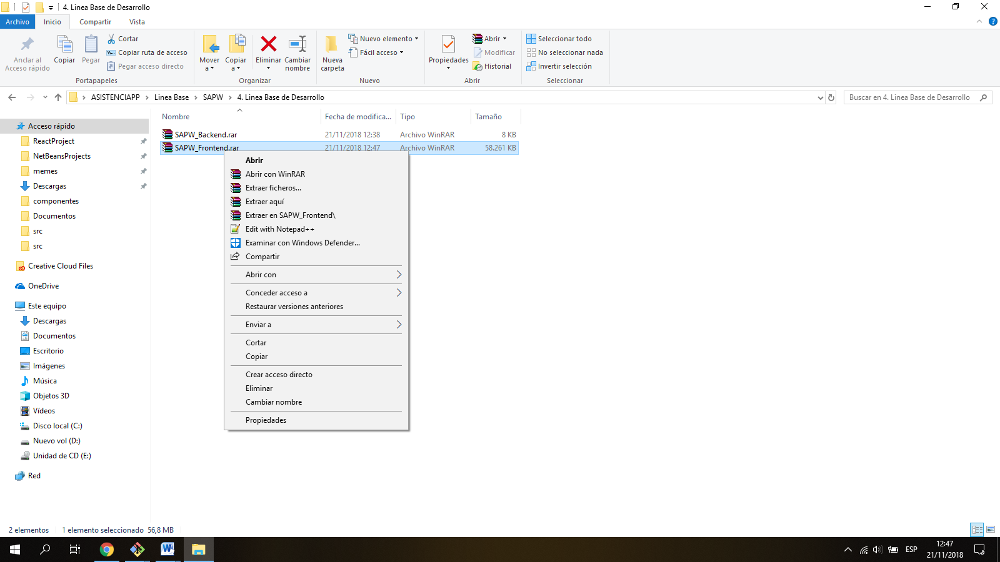 4. Linea Base de Desarrollo
Archivo Inicio Compartir Vista
Anclar al
Acceso rápido
Copiar
Pegar
Cortar
Copiar ruta de acceso
Pegar acceso directo
Portapapeles
Mover
a
Copiar
a
Eliminar
Cambiar
nombre
Organizar
Nueva
carpeta
Nuevo elemento
Fácil acceso
Nuevo
Propiedades
Abrir
Modificar
Historial
Abrir
Seleccionar todo
No seleccionar nada
Invertir selección
Seleccionar
ASISTENCIAPP > Linea Base > SAPW > 4. Linea Base de Desarrollo
Buscar en 4. Linea Base de Desarrollo
Acceso rápido
ReactProject
NetBeansProjects
memes
Descargas
componentes
Documentos
src
src
Creative Cloud Files
OneDrive
Este equipo
Descargas
Documentos
Escritorio
Imágenes
Música
Objetos 3D
Vídeos
Disco local (C:)
Nuevo vol (D:)
Unidad de CD (E:)
Red
Nombre Fecha de modifica... Tipo Tamaño
SAPW_Backend.rar 21/11/2018 12:38 Archivo WinRAR 8 KB
SAPW_Frontend.rar 21/11/2018 12:47 Archivo WinRAR 58.261 KB
Abrir
Abrir con WinRAR
Extraer ficheros...
Extraer aquí
Extraer en SAPW_Frontend\
Edit with Notepad++
Examinar con Windows Defender...
Compartir
Abrir con
Conceder acceso a
Restaurar versiones anteriores
Enviar a
Cortar
Copiar
Crear acceso directo
Eliminar
Cambiar nombre
Propiedades
2 elementos 1 elemento seleccionado 56,8 MB
ESP
12:47
21/11/2018